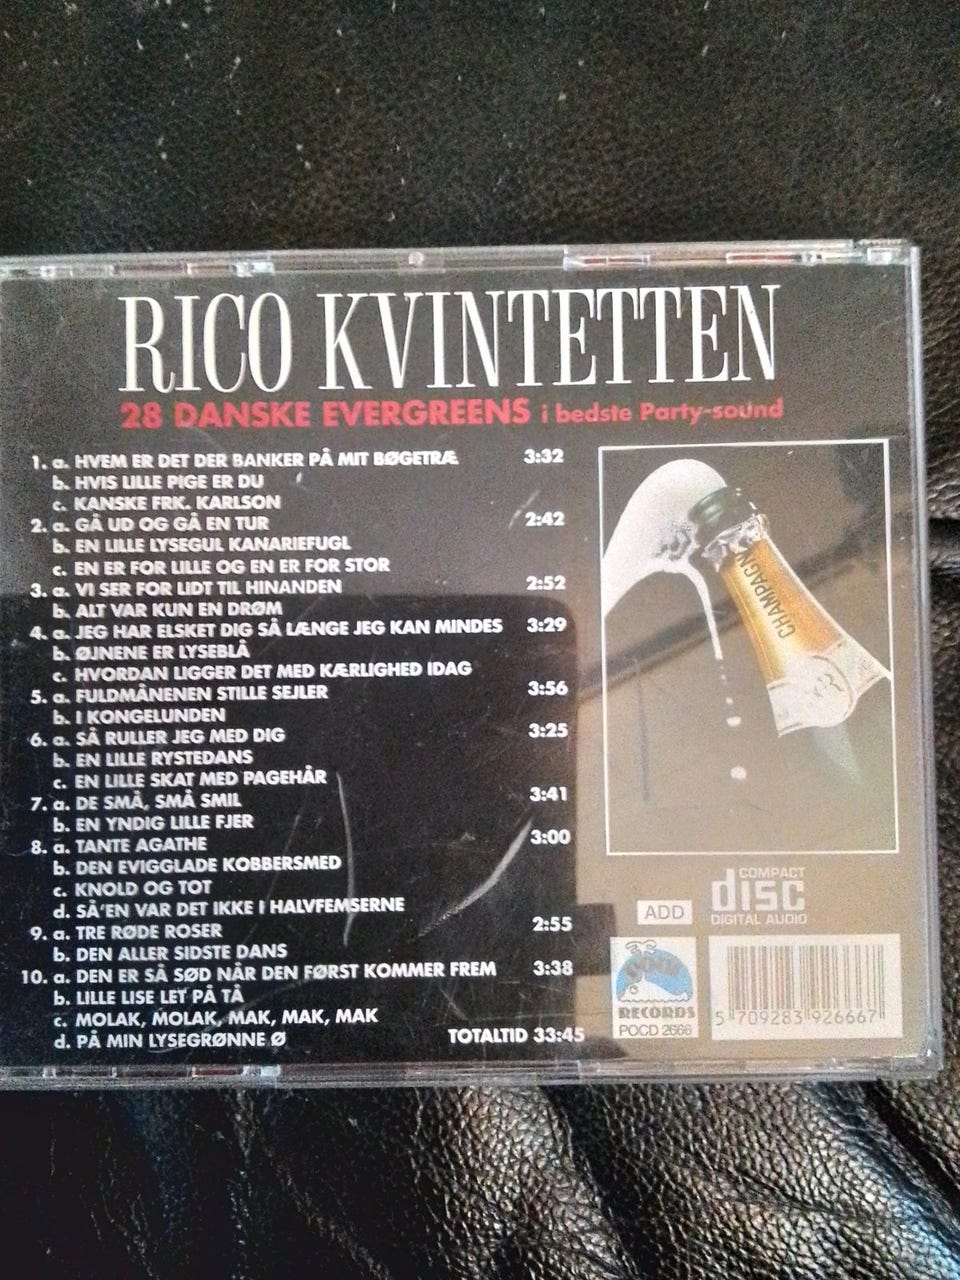 RICO KVINTETTEN
28 DANSKE EVERGREENS i bedste Party-sound
1. a. HVEM ER DET DER BANKER PÅ MIT BØGETRÆ 3:32
b. HVIS LILLE PIGE ER DU
c. KANSKE FRK. KARLSON
2. a. GÅ UD OG GÅ EN TUR 2:42
b. EN LILLE LYSEGUL KANARIEFUGL
c. EN ER FOR LILLE OG EN ER FOR STOR
3. a. VI SER FOR LIDT TIL HINANDEN 2:52
b. ALT VAR KUN EN DRØM
4. a. JEG HAR ELSKET DIG SÅ LÆNGE JEG KAN MINDES 3:29
b. ØJNENE ER LYSEBLÅ
c. HVORDAN LIGGER DET MED KÆRLIGHED IDAG
5. a. FULDMÅNENEN STILLE SEJLER 3:56
b. I KONGELUNDEN
6. a. SÅ RULLER JEG MED DIG 3:25
b. EN LILLE RYSTEDANS
c. EN LILLE SKAT MED PAGEHÅR
7. a. DE SMÅ, SMÅ SMIL 3:41
b. EN YNDIG LILLE FJER
8. a. TANTE AGATHE 3:00
b. DEN EVIGGLADE KOBBERSMED
c. KNOLD OG TOT
d. SÅ'EN VAR DET IKKE I HALVFEMSERNE
9. a. TRE RØDE ROSER 2:55
b. DEN ALLER SIDSTE DANS
10. a. DEN ER SÅ SØD NÅR DEN FØRST KOMMER FREM 3:38
b. LILLE LISE LET PÅ TÅ
c. MOLAK, MOLAK, MAK, MAK, MAK
d. PÅ MIN LYSEGRØNNE Ø
TOTALTID 33:45
CHAMPAGN
COMPACT
disc
DIGITAL AUDIO
ADD
RECORDS
POCD 2666
5 709283 926667